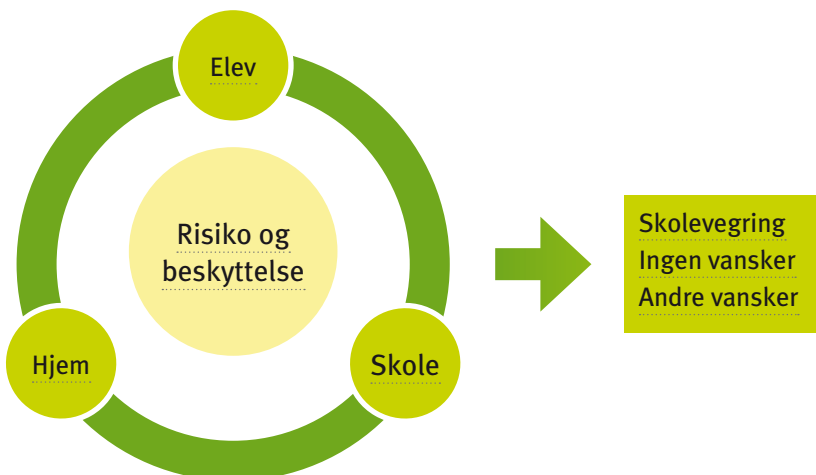 Elev
Risiko og
beskyttelse
Hjem
Skole
Skolevegring
Ingen vansker
Andre vansker